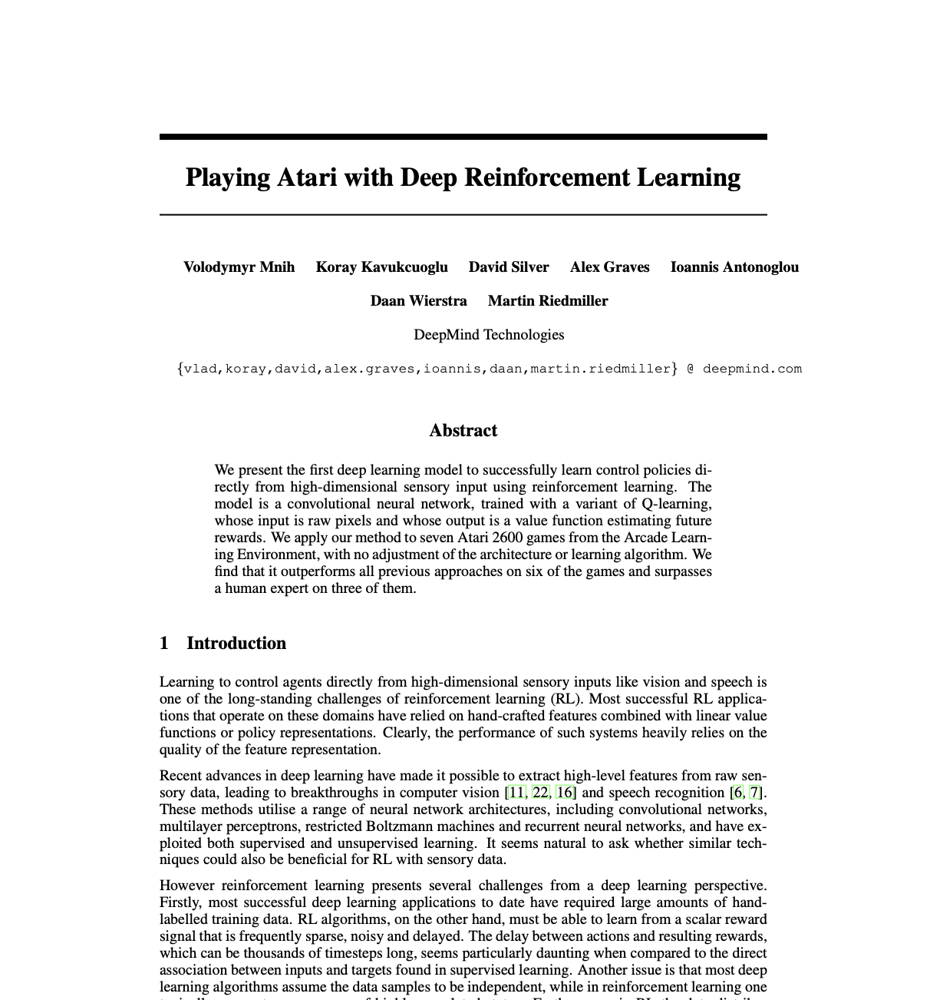 Playing Atari with Deep Reinforcement Learning
Volodymyr Mnih Koray Kavukcuoglu David Silver Alex Graves Ioannis Antonoglou
Daan Wierstra Martin Riedmiller
DeepMind Technologies
{vlad,koray,david,alex.graves,ioannis,daan,martin.riedmiller} @ deepmind.com
Abstract
We present the first deep learning model to successfully learn control policies di-
rectly from high-dimensional sensory input using reinforcement learning. The
model is a convolutional neural network, trained with a variant of Q-learning,
whose input is raw pixels and whose output is a value function estimating future
rewards. We apply our method to seven Atari 2600 games from the Arcade Learn-
ing Environment, with no adjustment of the architecture or learning algorithm. We
find that it outperforms all previous approaches on six of the games and surpasses
a human expert on three of them.
1 Introduction
Learning to control agents directly from high-dimensional sensory inputs like vision and speech is
one of the long-standing challenges of reinforcement learning (RL). Most successful RL applica-
tions that operate on these domains have relied on hand-crafted features combined with linear value
functions or policy representations. Clearly, the performance of such systems heavily relies on the
quality of the feature representation.
Recent advances in deep learning have made it possible to extract high-level features from raw sen-
sory data, leading to breakthroughs in computer vision [11, 22, 16] and speech recognition [6, 7].
These methods utilise a range of neural network architectures, including convolutional networks,
multilayer perceptrons, restricted Boltzmann machines and recurrent neural networks, and have ex-
ploited both supervised and unsupervised learning. It seems natural to ask whether similar tech-
niques could also be beneficial for RL with sensory data.
However reinforcement learning presents several challenges from a deep learning perspective.
Firstly, most successful deep learning applications to date have required large amounts of hand-
labelled training data. RL algorithms, on the other hand, must be able to learn from a scalar reward
signal that is frequently sparse, noisy and delayed. The delay between actions and resulting rewards,
which can be thousands of timesteps long, seems particularly daunting when compared to the direct
association between inputs and targets found in supervised learning. Another issue is that most deep
learning algorithms assume the data samples to be independent, while in reinforcement learning one